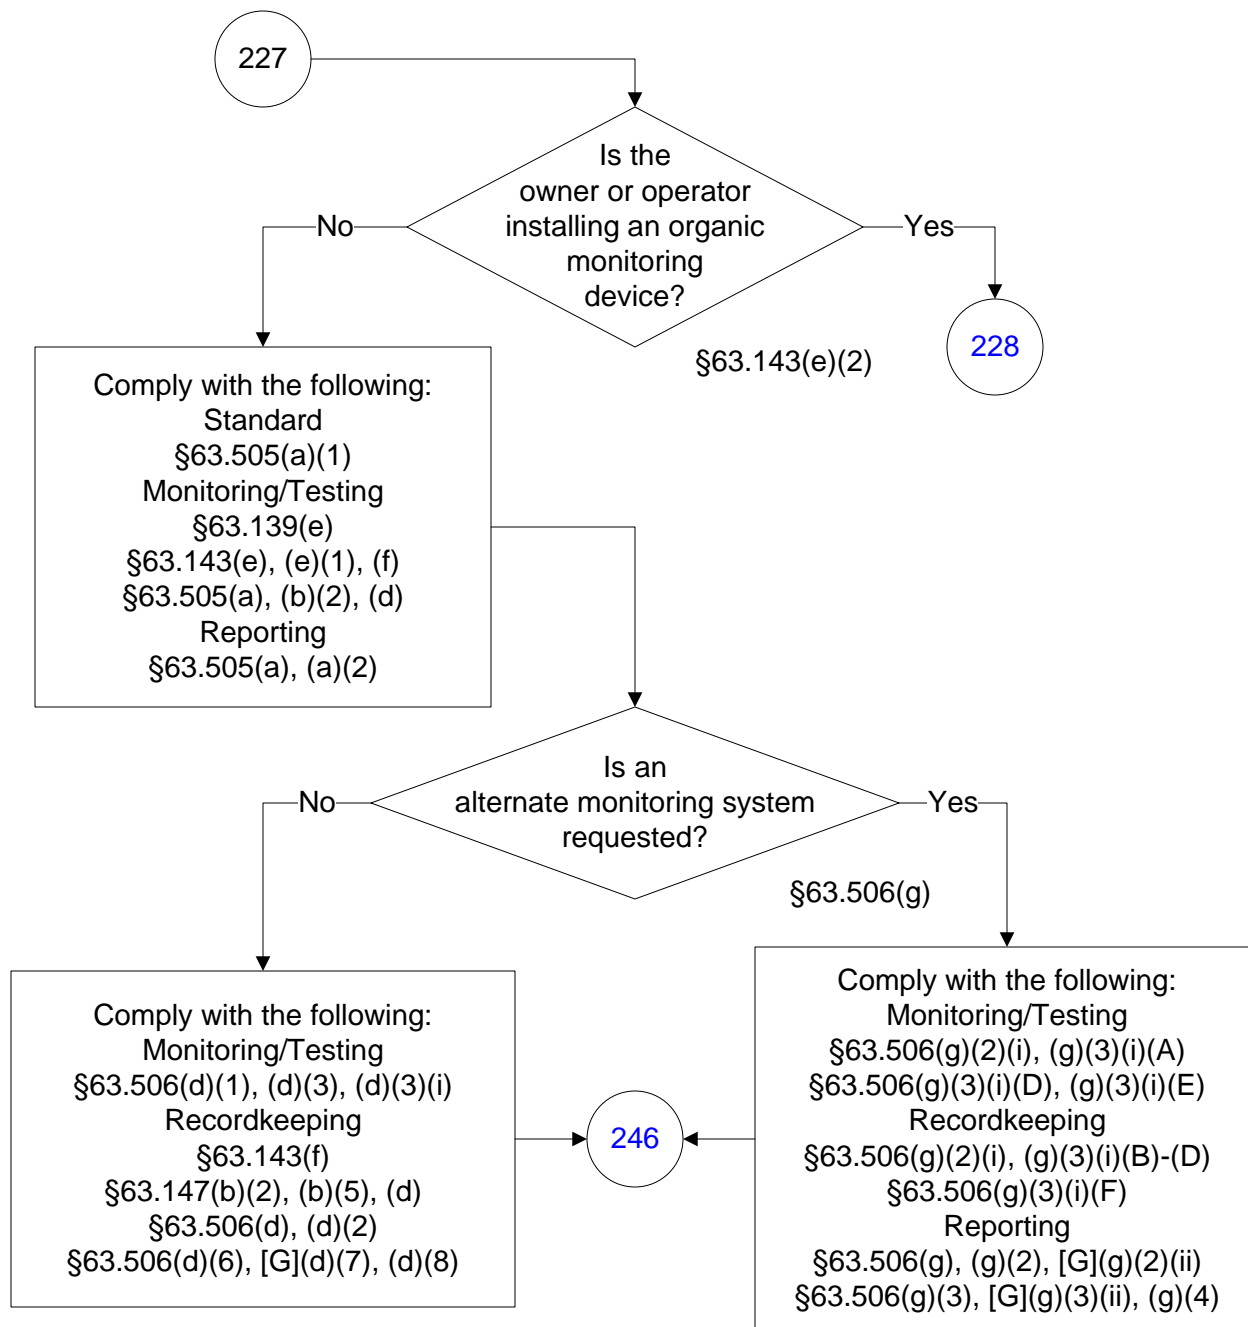 227
Is the
owner or operator
installing an organic
monitoring
device?
No
Yes
§63.143(e)(2)
228
Comply with the following:
Standard
§63.505(a)(1)
Monitoring/Testing
§63.139(e)
§63.143(e), (e)(1), (f)
§63.505(a), (b)(2), (d)
Reporting
§63.505(a), (a)(2)
Is an
alternate monitoring system
requested?
No
Yes
§63.506(g)
Comply with the following:
Monitoring/Testing
§63.506(d)(1), (d)(3), (d)(3)(i)
Recordkeeping
§63.143(f)
§63.147(b)(2), (b)(5), (d)
§63.506(d), (d)(2)
§63.506(d)(6), [G](d)(7), (d)(8)
246
Comply with the following:
Monitoring/Testing
§63.506(g)(2)(i), (g)(3)(i)(A)
§63.506(g)(3)(i)(D), (g)(3)(i)(E)
Recordkeeping
§63.506(g)(2)(i), (g)(3)(i)(B)-(D)
§63.506(g)(3)(i)(F)
Reporting
§63.506(g), (g)(2), [G](g)(2)(ii)
§63.506(g)(3), [G](g)(3)(ii), (g)(4)